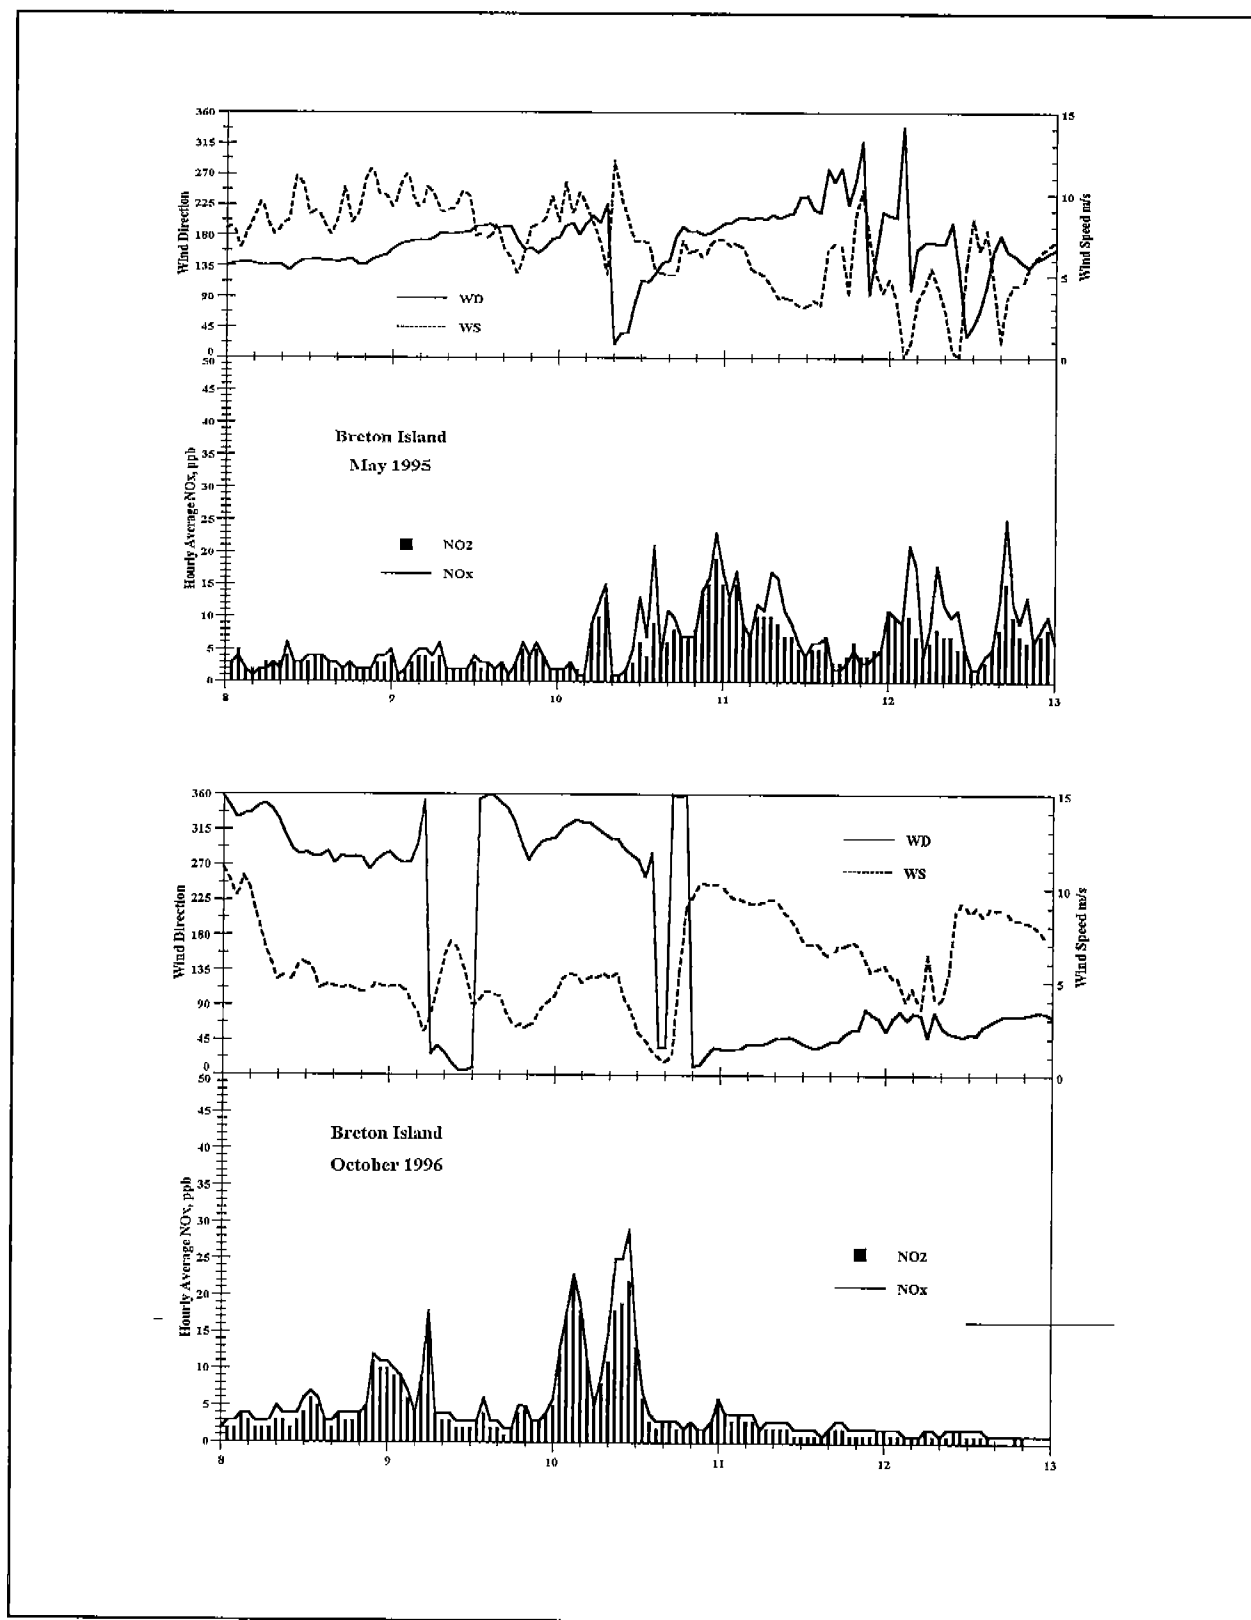 360
315
270
225
180
135
90
45
0
Wind Direction
15
10
5
0
Wind Speed m/s
WD
WS
50
45
40
35
30
25
20
15
10
5
0
Hourly Average NOx, ppb
Breton Island
May 1995
NO2
NOx
8 9 10 11 12 13
360
315
270
225
180
135
90
45
0
Wind Direction
15
10
5
0
Wind Speed m/s
WD
WS
50
45
40
35
30
25
20
15
10
5
0
Hourly Average NOx, ppb
Breton Island
October 1996
NO2
NOx
8 9 10 11 12 13